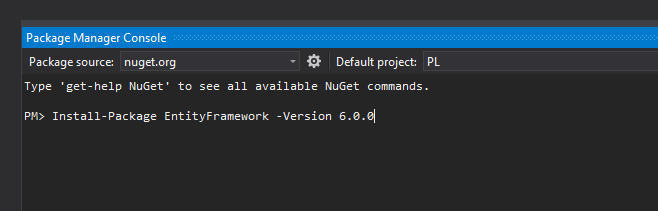 Package Manager Console
Package source: nuget.org Default project: PL
Type 'get-help NuGet' to see all available NuGet commands.
PM> Install-Package EntityFramework -Version 6.0.0